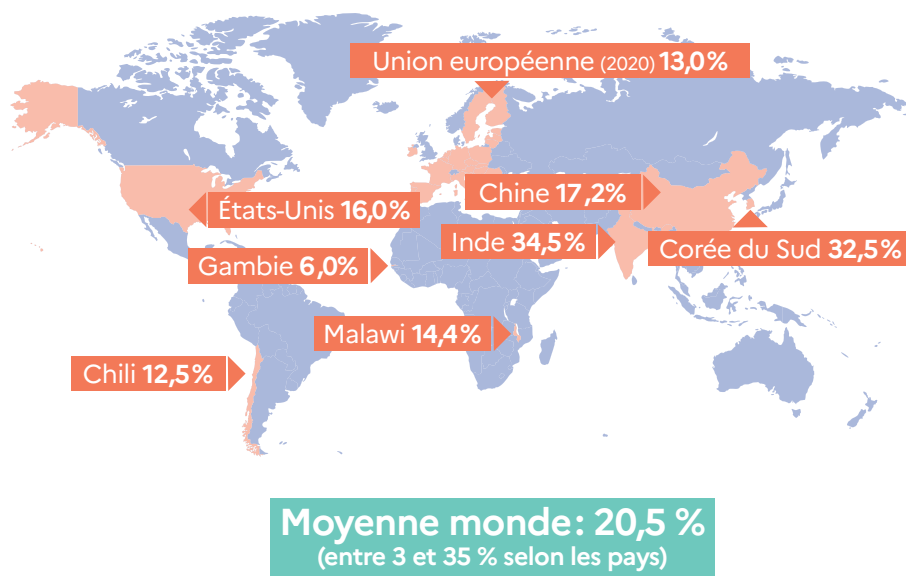 Union européenne (2020) 13,0%
Chine 17,2%
États-Unis 16,0%
Inde 34,5%
Corée du Sud 32,5%
Gambie 6,0%
Malawi 14,4%
Chili 12,5%
Moyenne monde: 20,5 %
(entre 3 et 35 % selon les pays)